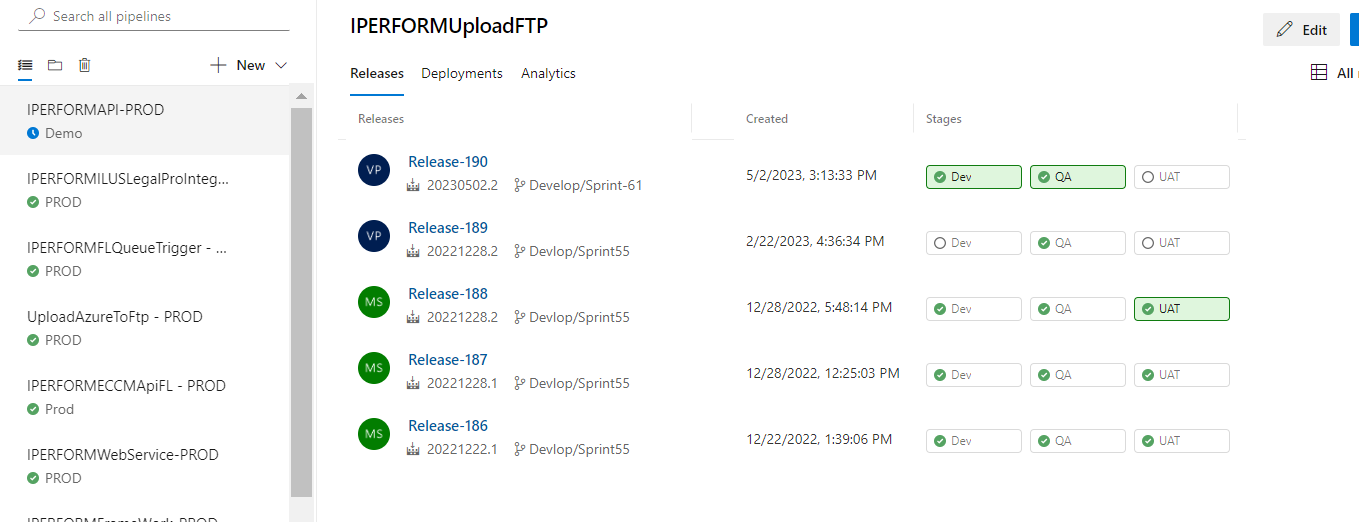 Search all pipelines
New
IPERFORMAPI-PROD
Demo
IPERFORMILUSLegalProInteg...
PROD
IPERFORMFLQueueTrigger - ...
PROD
UploadAzureToFtp - PROD
PROD
IPERFORMECCMApiFL - PROD
Prod
IPERFORMWebService-PROD
PROD
IPERFORMFrameWork-PROD
IPERFORMUploadFTP
Edit
Releases Deployments Analytics
All
Releases Created Stages
VP Release-190
20230502.2 Develop/Sprint-61
5/2/2023, 3:13:33 PM Dev QA UAT
VP Release-189
20221228.2 Devlop/Sprint55
2/22/2023, 4:36:34 PM Dev QA UAT
MS Release-188
20221228.2 Devlop/Sprint55
12/28/2022, 5:48:14 PM Dev QA UAT
MS Release-187
20221228.1 Devlop/Sprint55
12/28/2022, 12:25:03 PM Dev QA UAT
MS Release-186
20221222.1 Devlop/Sprint55
12/22/2022, 1:39:06 PM Dev QA UAT